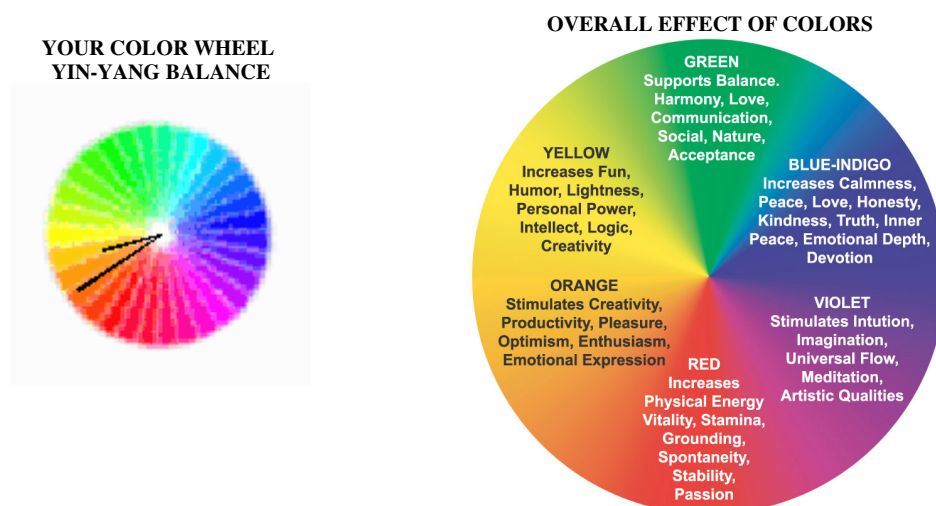 YOUR COLOR WHEEL
YIN-YANG BALANCE
OVERALL EFFECT OF COLORS
GREEN
Supports Balance.
Harmony, Love,
Communication,
Social, Nature,
Acceptance
YELLOW
Increases Fun,
Humor, Lightness,
Personal Power,
Intellect, Logic,
Creativity
BLUE-INDIGO
Increases Calmness,
Peace, Love, Honesty,
Kindness, Truth, Inner
Peace, Emotional Depth,
Devotion
ORANGE
Stimulates Creativity,
Productivity, Pleasure,
Optimism, Enthusiasm,
Emotional Expression
VIOLET
Stimulates Intution,
Imagination,
Universal Flow,
Meditation,
Artistic Qualities
RED
Increases
Physical Energy
Vitality, Stamina,
Grounding,
Spontaneity,
Stability,
Passion